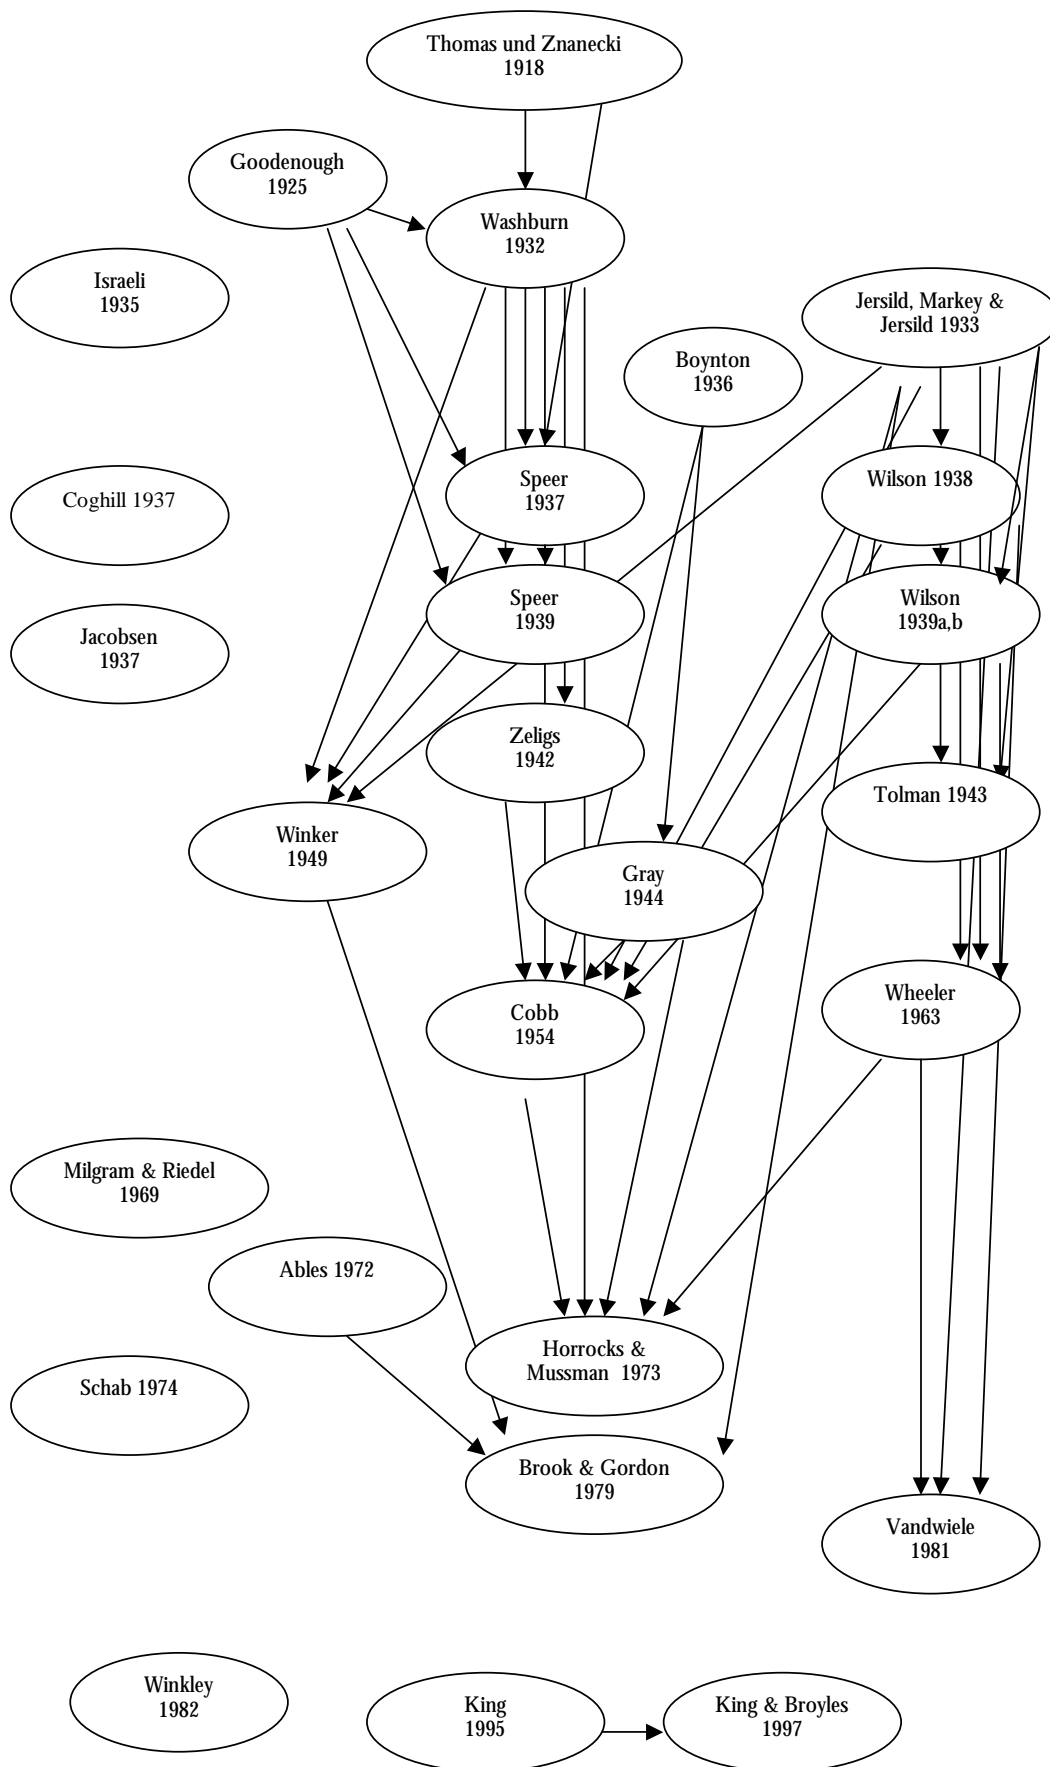 Thomas und Znanecki
1918
Goodenough
1925
Washburn
1932
Israeli
1935
Jersild, Markey &
Jersild 1933
Boynton
1936
Speer
1937
Wilson 1938
Coghill 1937
Speer
1939
Wilson
1939a,b
Jacobsen
1937
Zeligs
1942
Tolman 1943
Winker
1949
Gray
1944
Wheeler
1963
Cobb
1954
Milgram & Riedel
1969
Ables 1972
Horrocks &
Mussman  1973
Schab 1974
Brook & Gordon
1979
Vandwiele
1981
Winkley
1982
King
1995
King & Broyles
1997